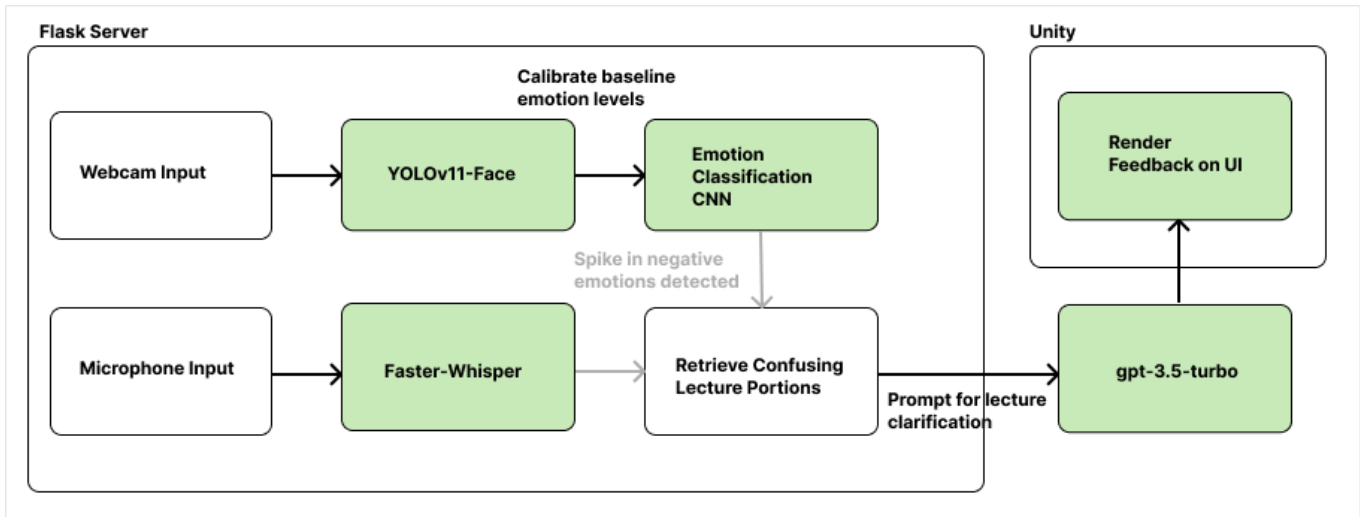 Flask Server
Unity
Calibrate baseline
emotion levels
Webcam Input
YOLOv11-Face
Emotion
Classification
CNN
Render
Feedback on UI
Spike in negative
emotions detected
Microphone Input
Faster-Whisper
Retrieve Confusing
Lecture Portions
gpt-3.5-turbo
Prompt for lecture
clarification